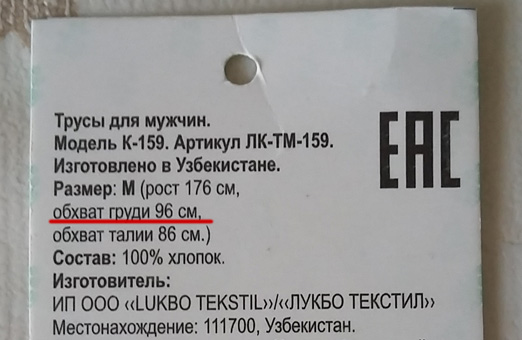 Трусы для мужчин.
Модель К-159. Артикул ЛК-ТМ-159.
Изготовлено в Узбекистане.
Размер: М (рост 176 см,
обхват груди 96 см,
обхват талии 86 см.)
Состав: 100% хлопок.
Изготовитель:
ИП ООО ‹‹LUKBO TEKSTIL››/‹‹ЛУКБО ТЕКСТИЛ››
Местонахождение: 111700, Узбекистан.
EAC